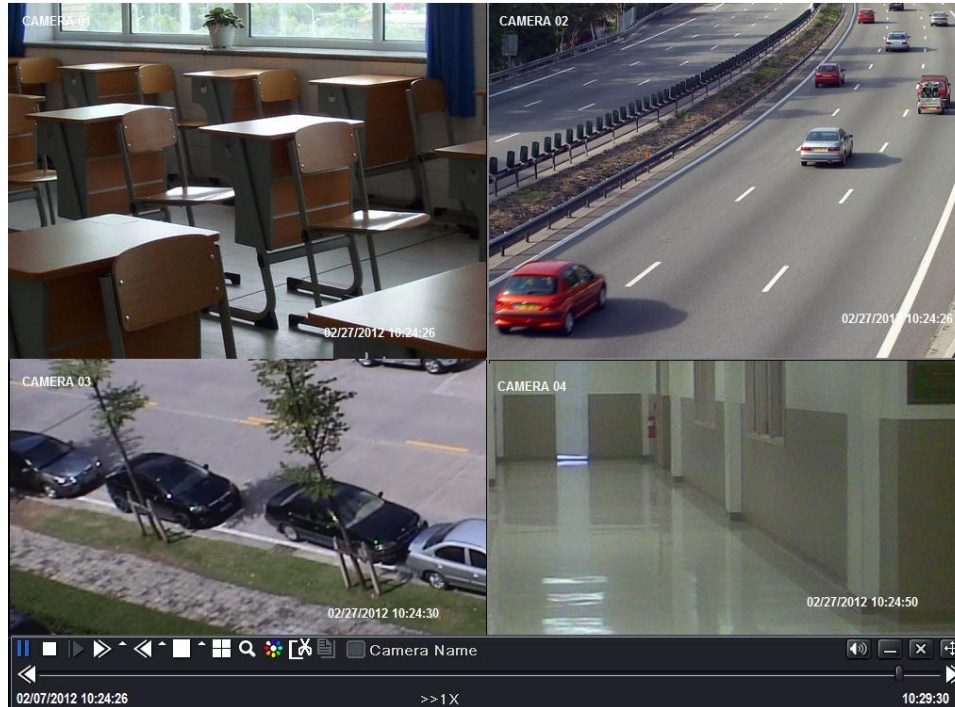 CAMERA 01
CAMERA 02
02/27/2012 10:24:26
02/27/2012 10:24:26
CAMERA 03
CAMERA 04
02/27/2012 10:24:30
02/27/2012 10:24:50
Camera Name
02/07/2012 10:24:26
>>1X
10:29:30